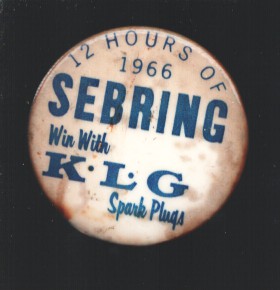 12 HOURS OF
1966
SEBRING
Win With
K·L·G
Spark Plugs